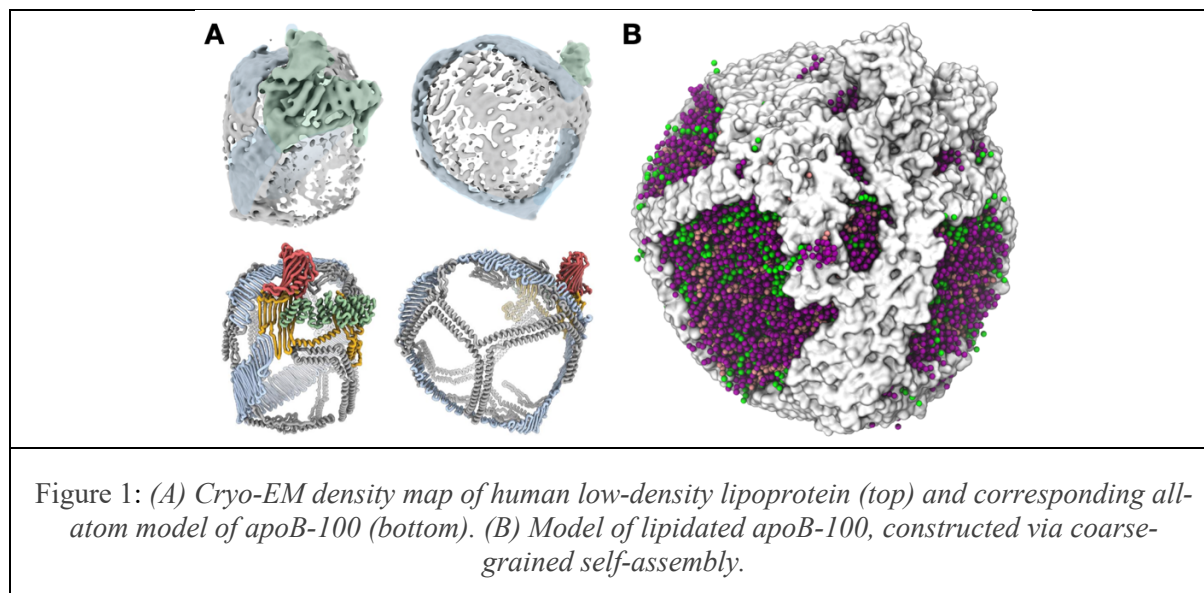 A
B
Figure 1: (A) Cryo-EM density map of human low-density lipoprotein (top) and corresponding all-
atom model of apoB-100 (bottom). (B) Model of lipidated apoB-100, constructed via coarse-
grained self-assembly.